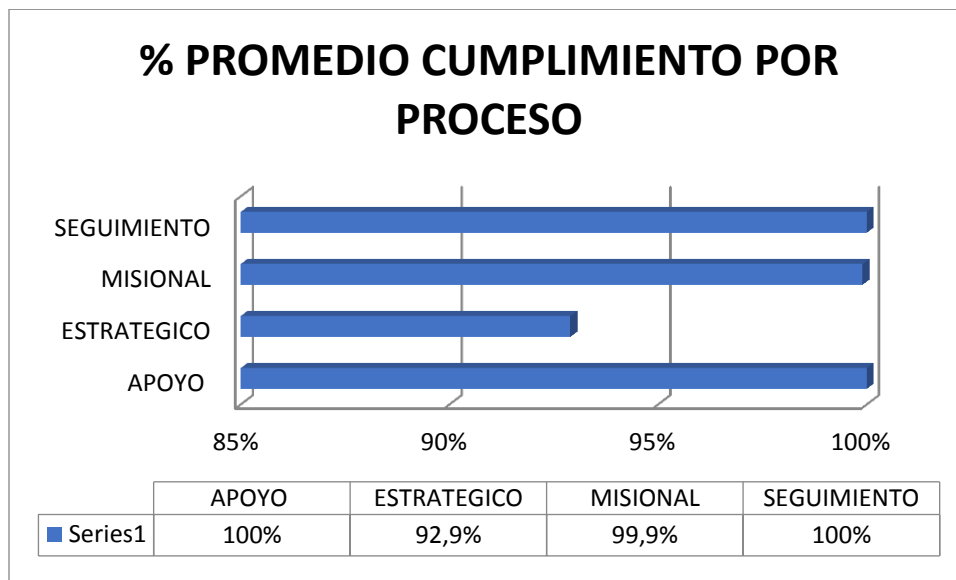 % PROMEDIO CUMPLIMIENTO POR
PROCESO
SEGUIMIENTO
MISIONAL
ESTRATEGICO
APOYO
85% 90% 95% 100%
APOYO ESTRATEGICO MISIONAL SEGUIMIENTO
Series1 100% 92,9% 99,9% 100%